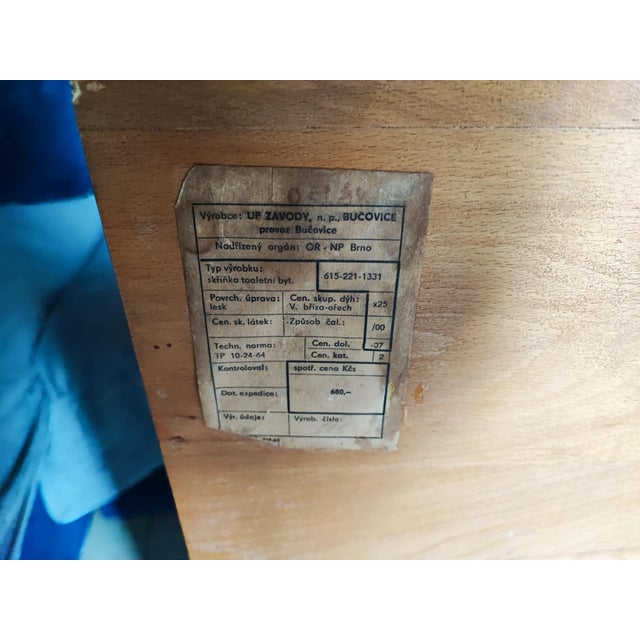 Výrobce: UP ZÁVODY, n. p., BUČOVICE
provoz Bučovice
Nadřízený orgán: OR - NP Brno
Typ výrobku: 615-221-1331
skříňka toaletní byt.
Povrch. úprava: Cen. skup. dýh: x25
lesk V. bříza-ořech
Cen. sk. látek: Způsob čal.: /00
Techn. norma: Cen. dol. -07
TP 10-24-64 Cen. kat. 2
Kontroloval: spotř. cena Kčs
Dat. expedice: 680,-
Výr. údaje: Výrob. číslo: